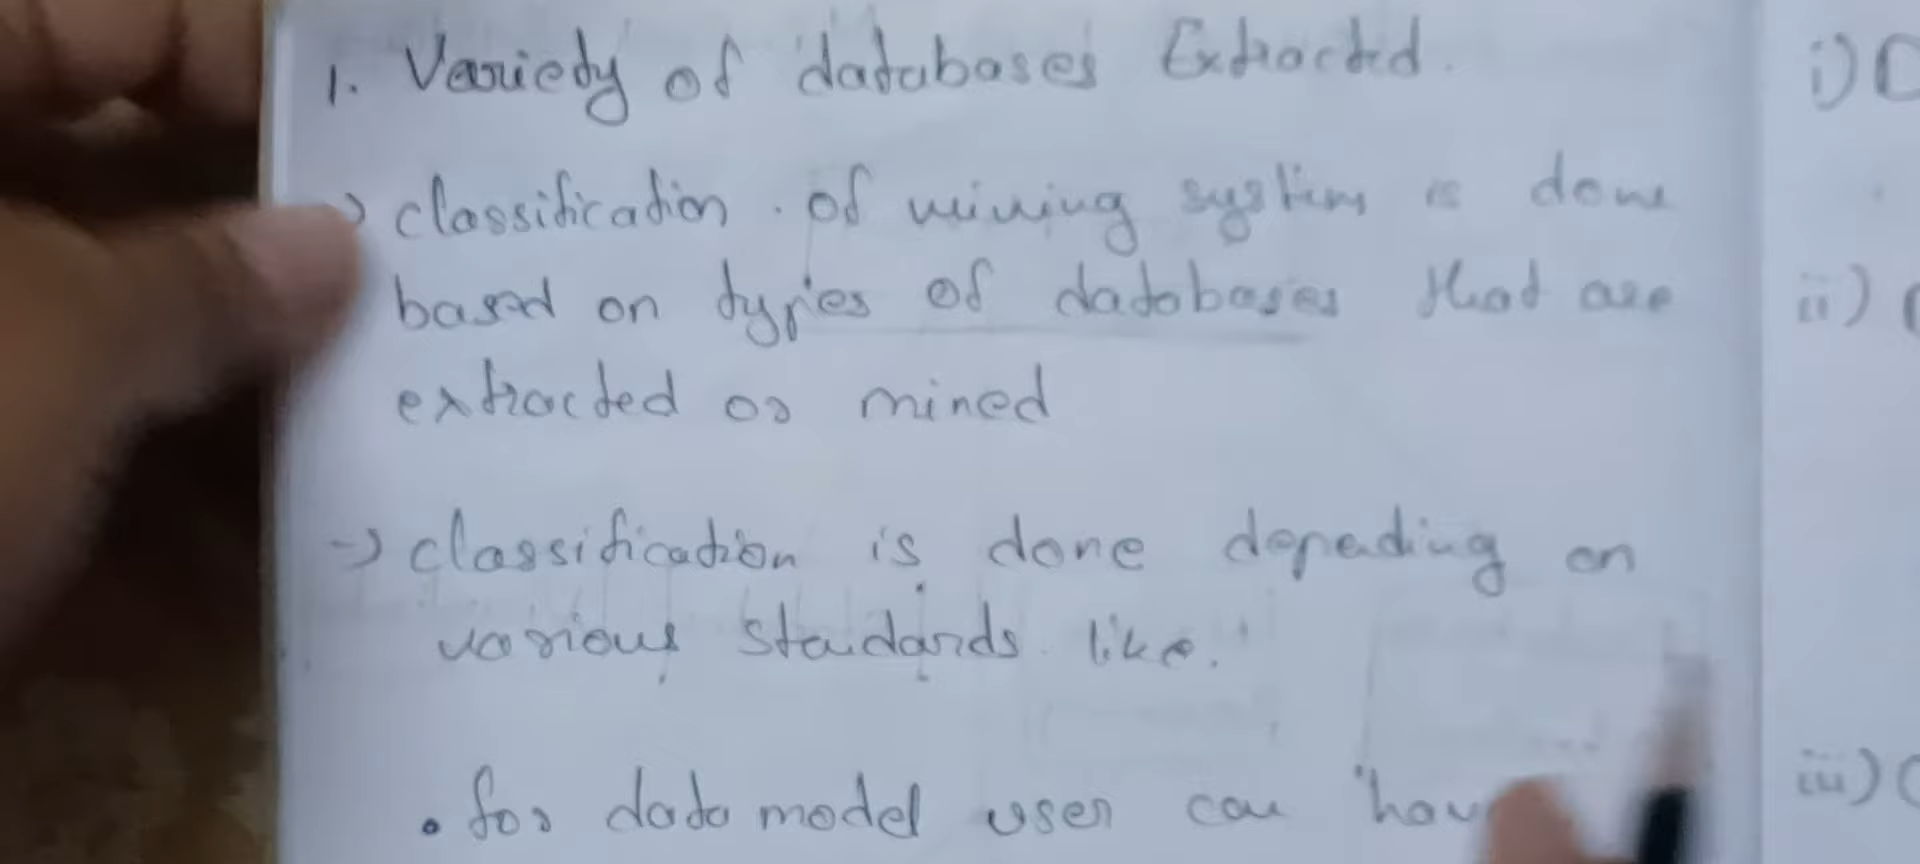 1. Variety of databases Extracted.
→ classification of mining system is done
based on types of databases that are
extracted or mined
→ classification is done depending on
various standards like.
• for data model user can
i)
ii)
iii)